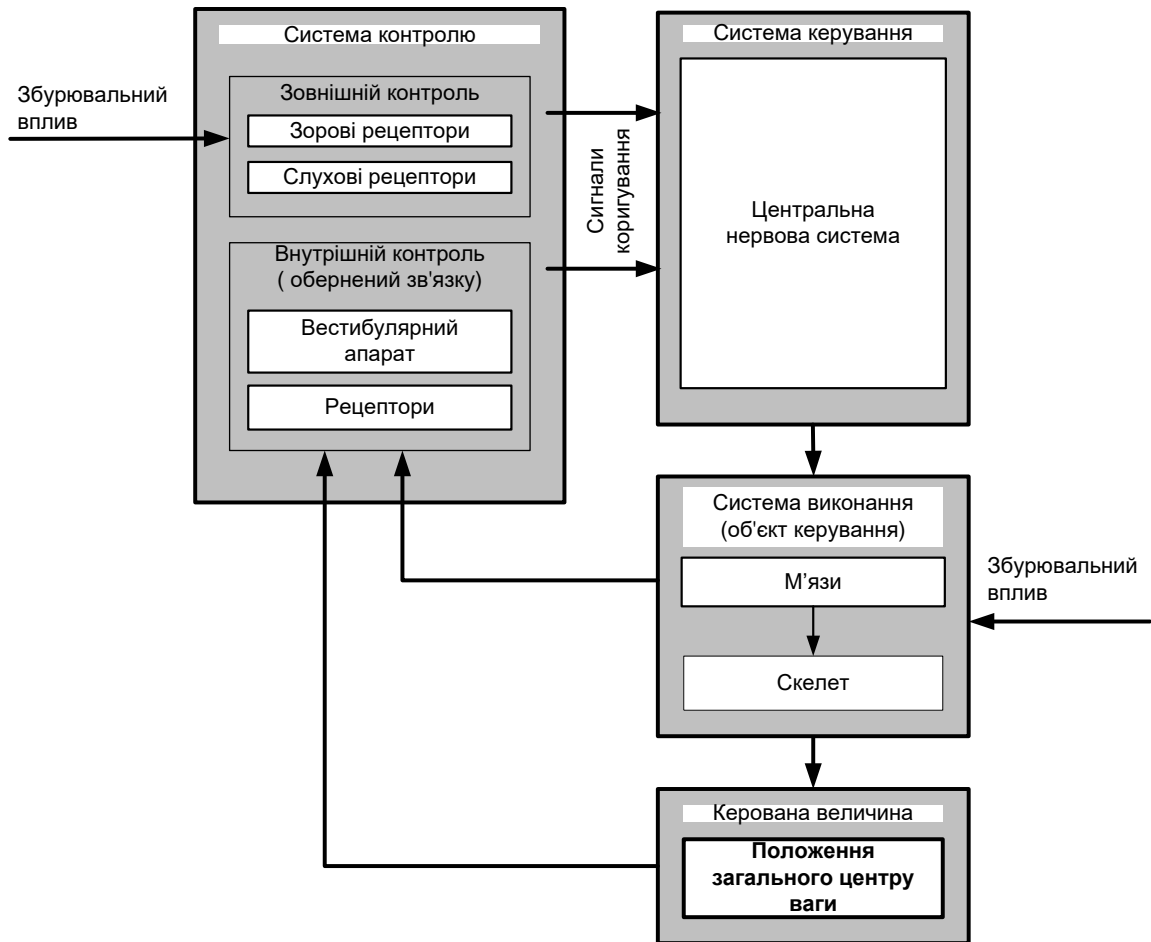 Система контролю
Збурювальний
вплив
Зовнішній контроль
Зорові рецептори
Слухові рецептори
Внутрішній контроль
( обернений зв'язку)
Вестибулярний
апарат
Рецептори
Сигнали
коригування
Система керування
Центральна
нервова система
Система виконання
(об'єкт керування)
М’язи
Скелет
Збурювальний
вплив
Керована величина
Положення
загального центру
ваги